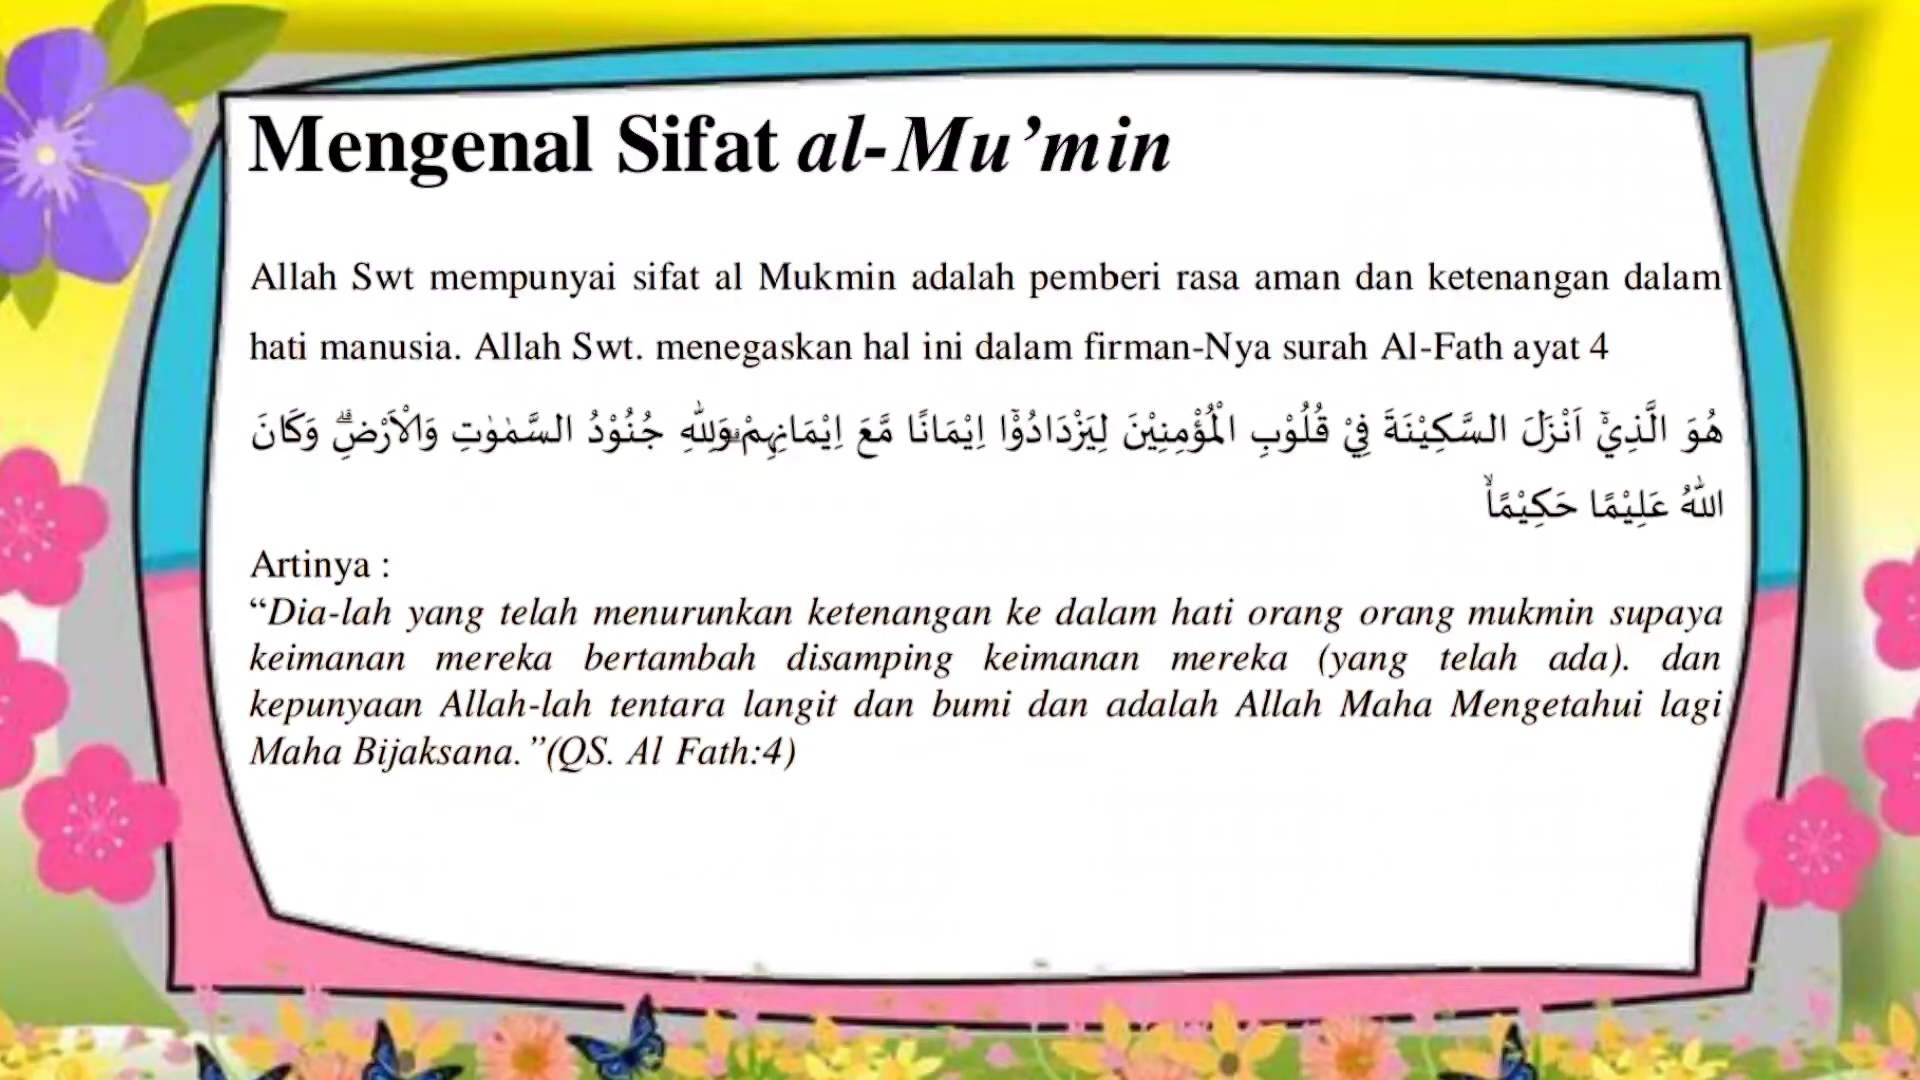 Mengenal Sifat al-Mu’min
Allah Swt mempunyai sifat al Mukmin adalah pemberi rasa aman dan ketenangan dalam
hati manusia. Allah Swt. menegaskan hal ini dalam firman-Nya surah Al-Fath ayat 4
هُوَ الَّذِيْٓ اَنْزَلَ السَّكِيْنَةَ فِيْ قُلُوْبِ الْمُؤْمِنِيْنَ لِيَزْدَادُوْٓا اِيْمَانًا مَّعَ اِيْمَانِهِمْ ۗوَلِلّٰهِ جُنُوْدُ السَّمٰوٰتِ وَالْاَرْضِۗ وَكَانَ
اللّٰهُ عَلِيْمًا حَكِيْمًاۙ
Artinya :
“Dia-lah yang telah menurunkan ketenangan ke dalam hati orang orang mukmin supaya
keimanan mereka bertambah disamping keimanan mereka (yang telah ada). dan
kepunyaan Allah-lah tentara langit dan bumi dan adalah Allah Maha Mengetahui lagi
Maha Bijaksana.”(QS. Al Fath:4)